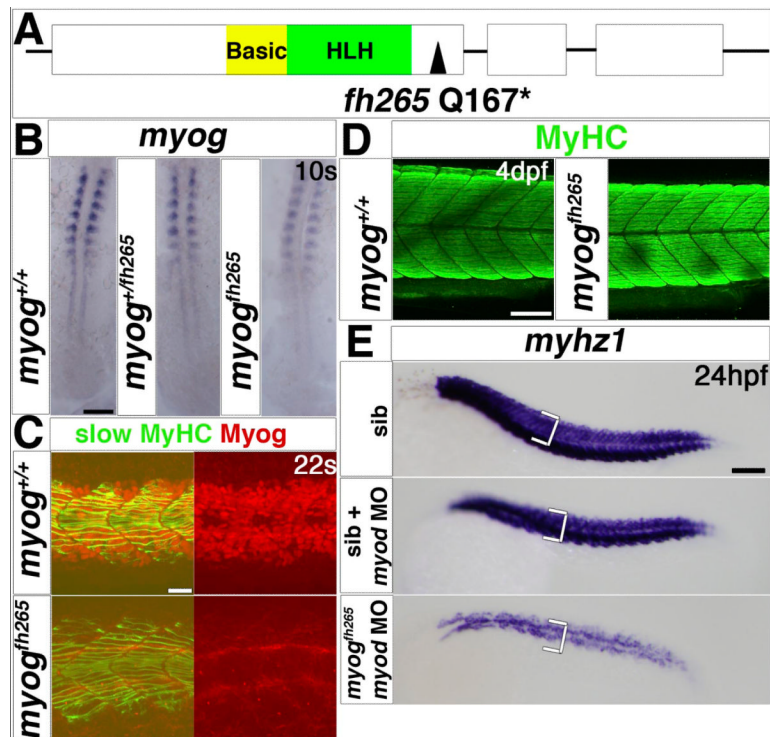 A
Basic HLH
fh265 Q167*
B
myog
10s
myog+/+
myog+/fh265
myogfh265
C
slow MyHC Myog
22s
myog+/+
myogfh265
D
MyHC
4dpf
myog+/+
myogfh265
E
myhz1
24hpf
sib
sib +
myod MO
myogfh265
myod MO